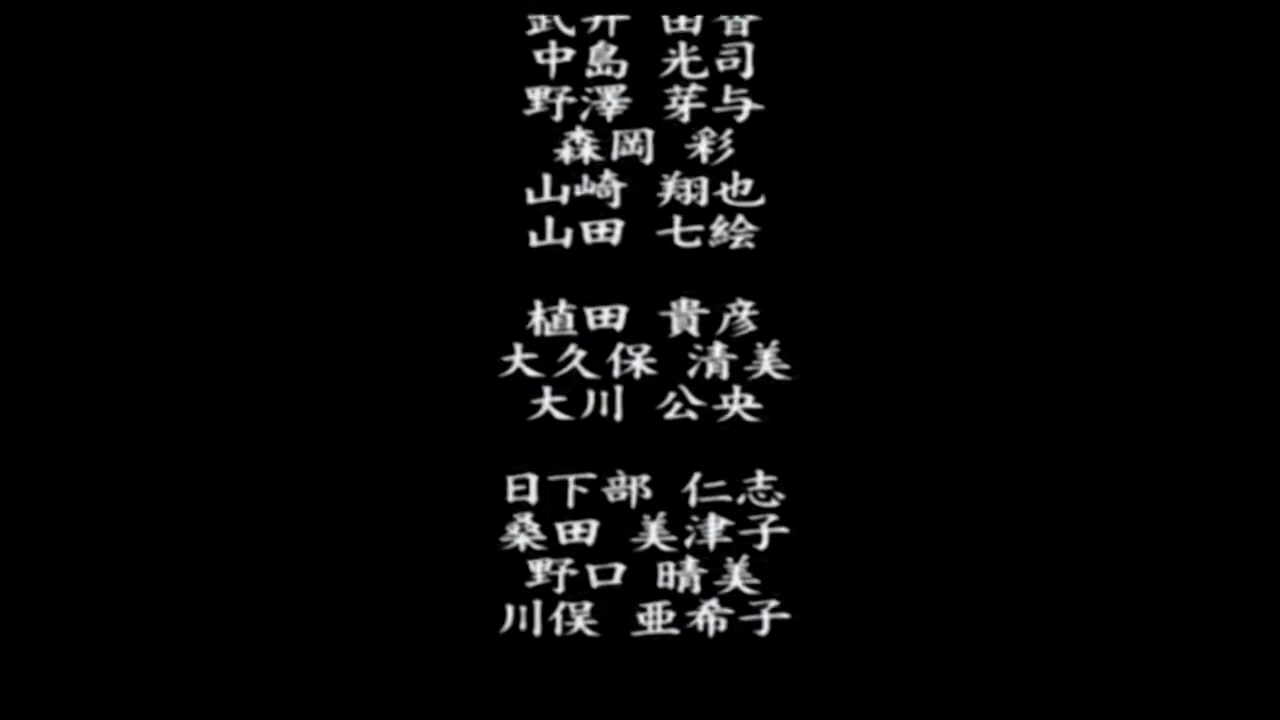 中島 光司
野澤 芽与
森岡 彩
山崎 翔也
山田 七絵
植田 貴彦
大久保 清美
大川 公央
日下部 仁志
桑田 美津子
野口 晴美
川俣 亜希子